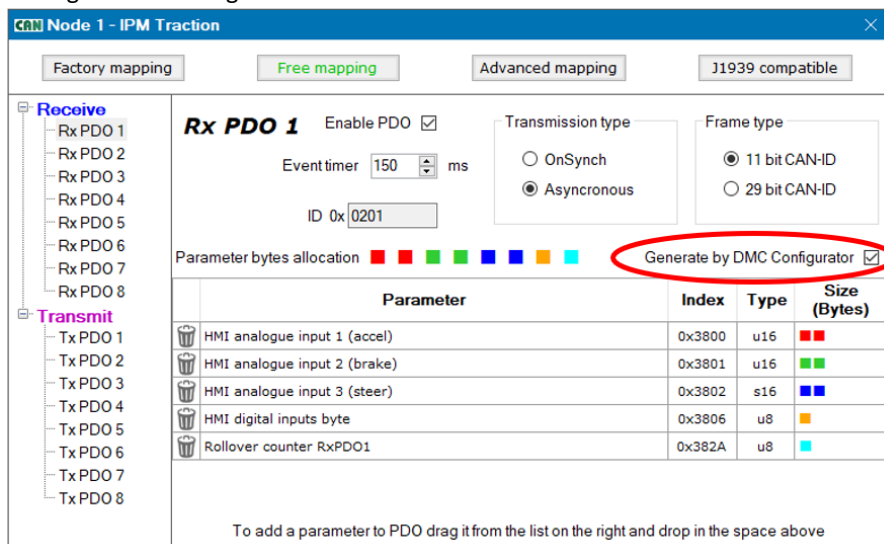 CAN Node 1 - IPM Traction
Factory mapping Free mapping Advanced mapping J1939 compatible
Receive
Rx PDO 1
Rx PDO 2
Rx PDO 3
Rx PDO 4
Rx PDO 5
Rx PDO 6
Rx PDO 7
Rx PDO 8
Transmit
Tx PDO 1
Tx PDO 2
Tx PDO 3
Tx PDO 4
Tx PDO 5
Tx PDO 6
Tx PDO 7
Tx PDO 8
Rx PDO 1 Enable PDO
Event timer 150 ms
ID 0x 0201
Transmission type
OnSynch
Asyncronous
Frame type
11 bit CAN-ID
29 bit CAN-ID
Parameter bytes allocation Generate by DMC Configurator
Parameter Index Type Size (Bytes)
HMI analogue input 1 (accel) 0x3800 u16
HMI analogue input 2 (brake) 0x3801 u16
HMI analogue input 3 (steer) 0x3802 s16
HMI digital inputs byte 0x3806 u8
Rollover counter RxPDO1 0x382A u8
To add a parameter to PDO drag it from the list on the right and drop in the space above